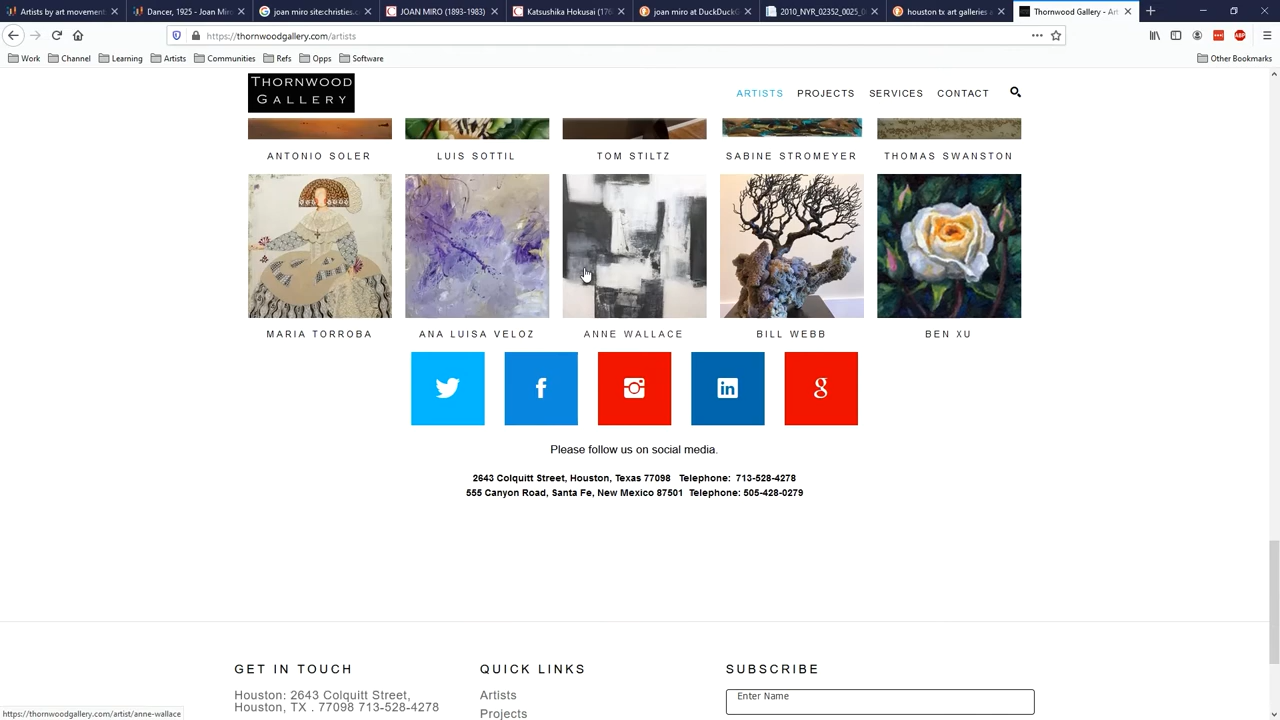 Artists by art movement:
Dancer, 1925 - Joan Miro
joan miro site:christies.c
JOAN MIRO (1893-1983)
Katsushika Hokusai (176
joan miro at DuckDuckG
2010_NYR_02352_0025_0
houston tx art galleries a
Thornwood Gallery - Art
https://thornwoodgallery.com/artists
Work Channel Learning Artists Communities Refs Opps Software Other Bookmarks
THORNWOOD
GALLERY
ARTISTS PROJECTS SERVICES CONTACT
ANTONIO SOLER LUIS SOTTIL TOM STILTZ SABINE STROMEYER THOMAS SWANSTON
MARIA TORROBA ANA LUISA VELOZ ANNE WALLACE BILL WEBB BEN XU
Please follow us on social media.
2643 Colquitt Street, Houston, Texas 77098 Telephone: 713-528-4278
555 Canyon Road, Santa Fe, New Mexico 87501 Telephone: 505-428-0279
GET IN TOUCH QUICK LINKS SUBSCRIBE
Houston: 2643 Colquitt Street,
Houston, TX . 77098 713-528-4278
Artists
Projects
Enter Name
https://thornwoodgallery.com/artist/anne-wallace